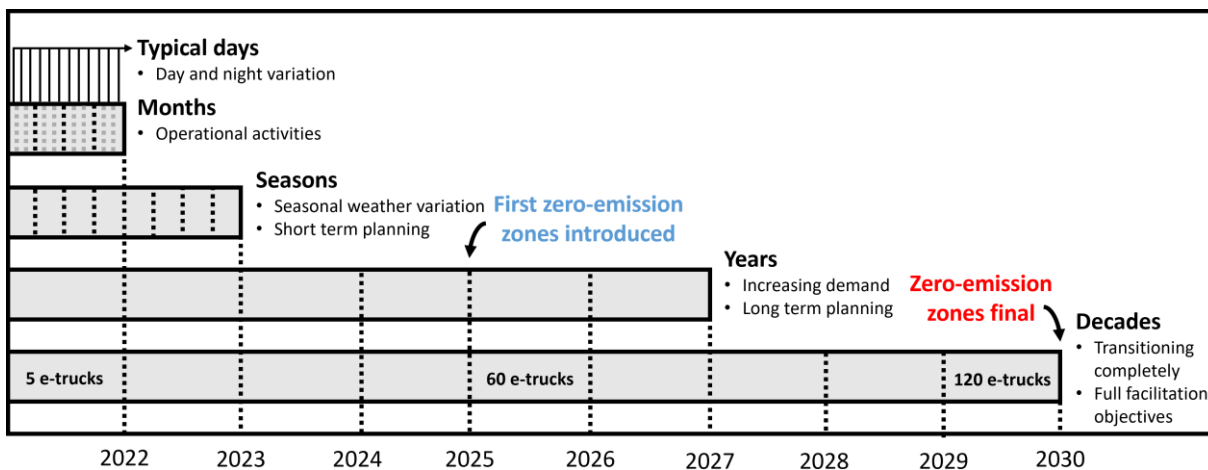 Typical days
• Day and night variation
Months
• Operational activities
Seasons
• Seasonal weather variation
• Short term planning
First zero-emission
zones introduced
Years
• Increasing demand
• Long term planning
Zero-emission
zones final
Decades
• Transitioning
completely
• Full facilitation
objectives
5 e-trucks
60 e-trucks
120 e-trucks
2022
2023
2024
2025
2026
2027
2028
2029
2030